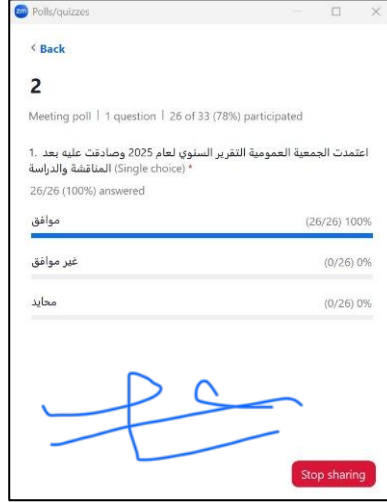 zm Polls/quizzes
< Back
2
Meeting poll | 1 question | 26 of 33 (78%) participated
1. اعتمدت الجمعية العمومية التقرير السنوي لعام 2025 وصادقت عليه بعد
المناقشة والدراسة (Single choice) *
26/26 (100%) answered
موافق (26/26) 100%
غير موافق (0/26) 0%
محايد (0/26) 0%
Stop sharing